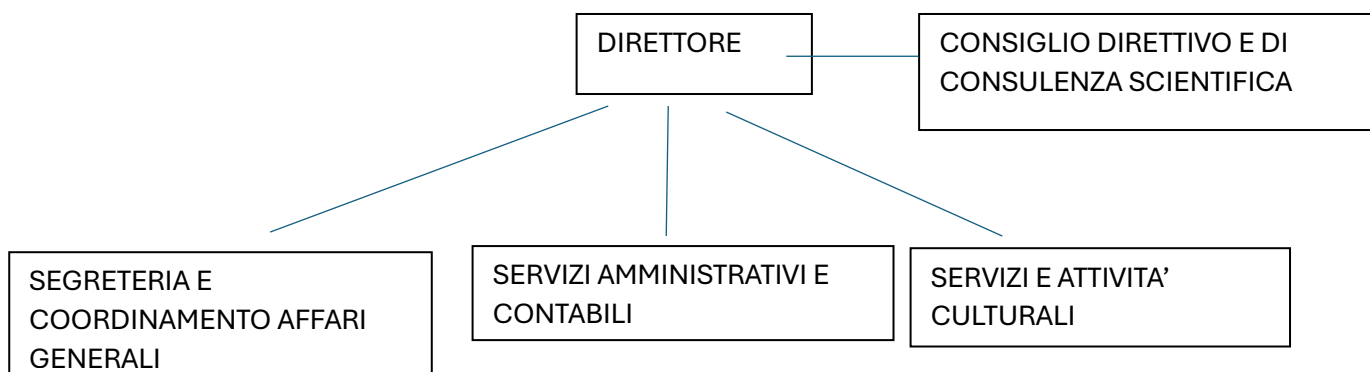 DIRETTORE
CONSIGLIO DIRETTIVO E DI
CONSULENZA SCIENTIFICA
SEGRETERIA E
COORDINAMENTO AFFARI
GENERALI
SERVIZI AMMINISTRATIVI E
CONTABILI
SERVIZI E ATTIVITA’
CULTURALI